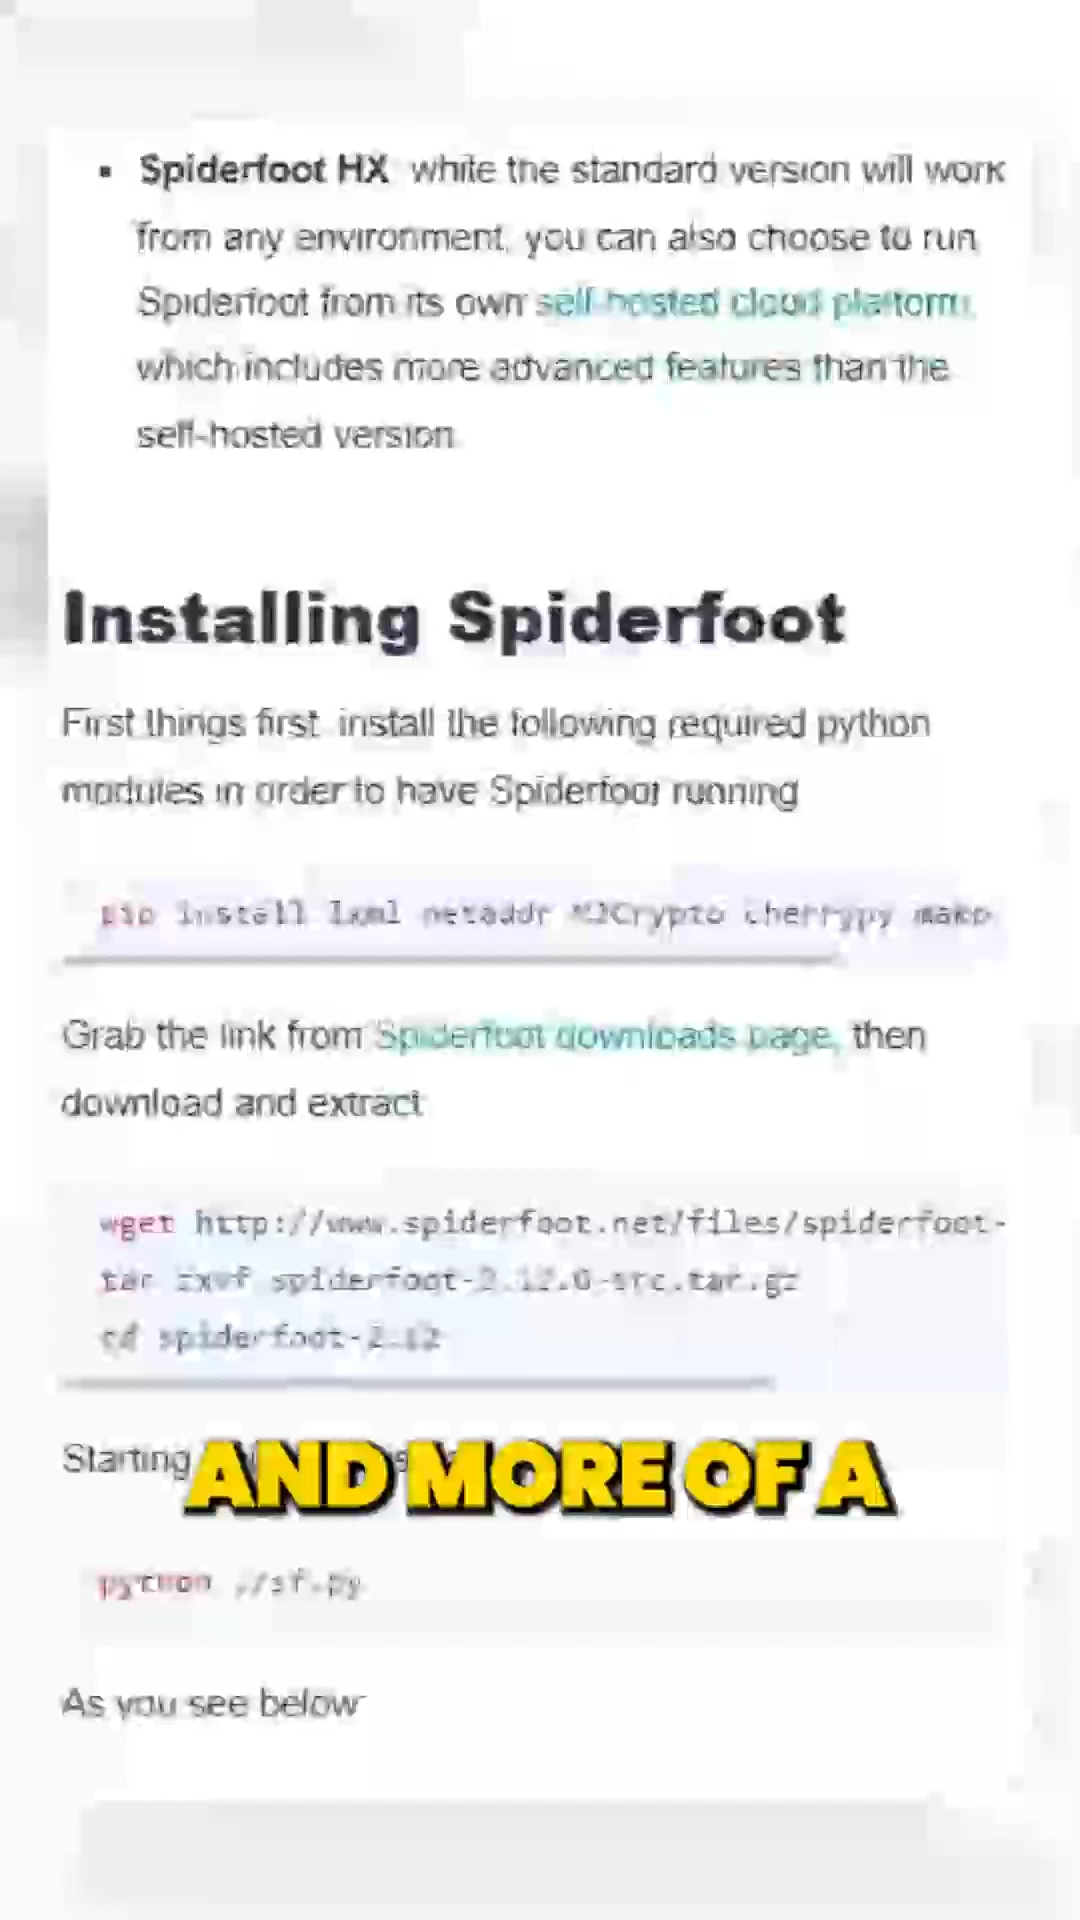 ▪ Spiderfoot HX while the standard version will work
from any environment, you can also choose to run
Spiderfoot from its own self-hosted cloud platform,
which includes more advanced features than the
self-hosted version
Installing Spiderfoot
First things first install the following required python
modules in order to have Spiderfoot running
pip install lxml netaddr M2Crypto cherrypy mako
Grab the link from Spiderfoot downloads page, then
download and extract
wget http://www.spiderfoot.net/files/spiderfoot-
tar zxvf spiderfoot-2.12.0-src.tar.gz
cd spiderfoot-2.12
Starting
AND MORE OF A
python ./sf.py
As you see below